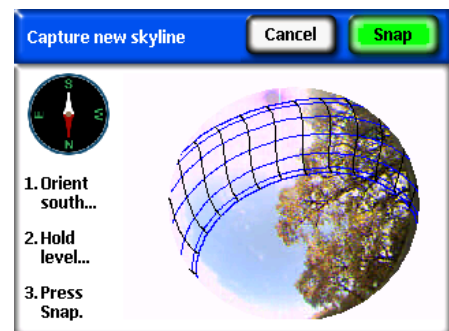 Capture new skyline
Cancel
Snap
S
E
W
N
1. Orient
south...
2. Hold
level...
3. Press
Snap.